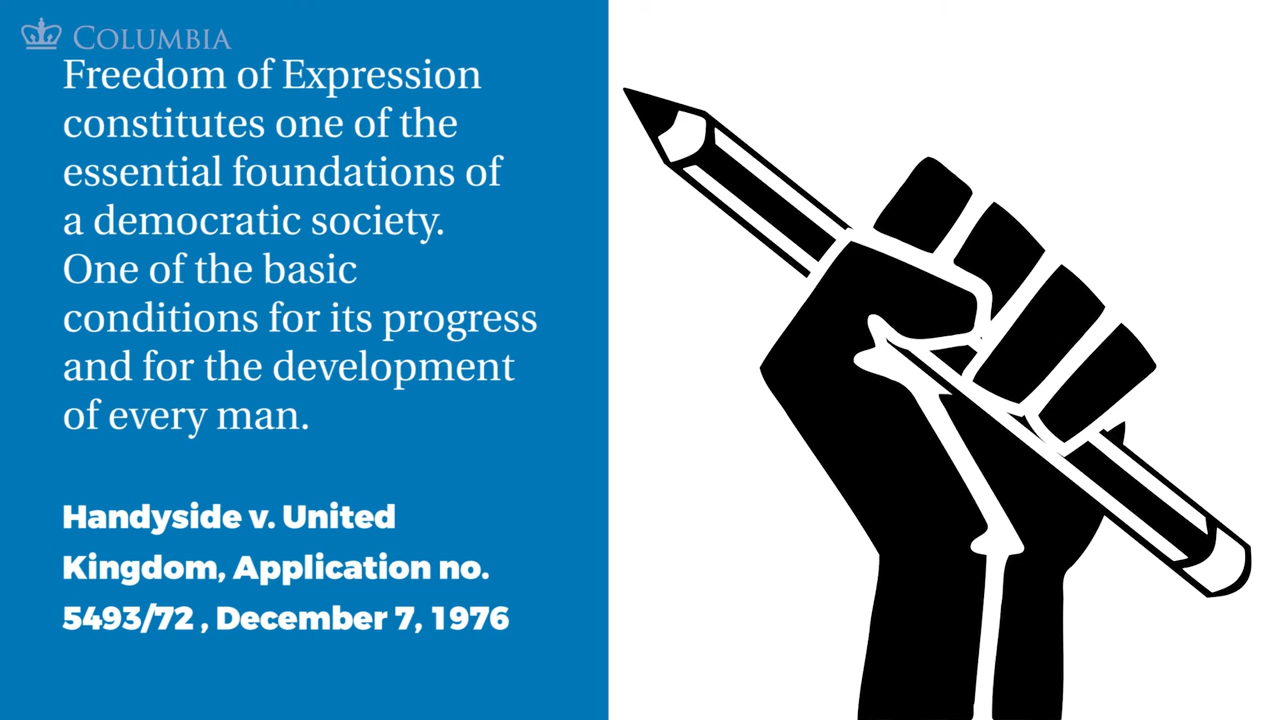 COLUMBIA
Freedom of Expression
constitutes one of the
essential foundations of
a democratic society.
One of the basic
conditions for its progress
and for the development
of every man.
Handyside v. United
Kingdom, Application no.
5493/72 , December 7, 1976